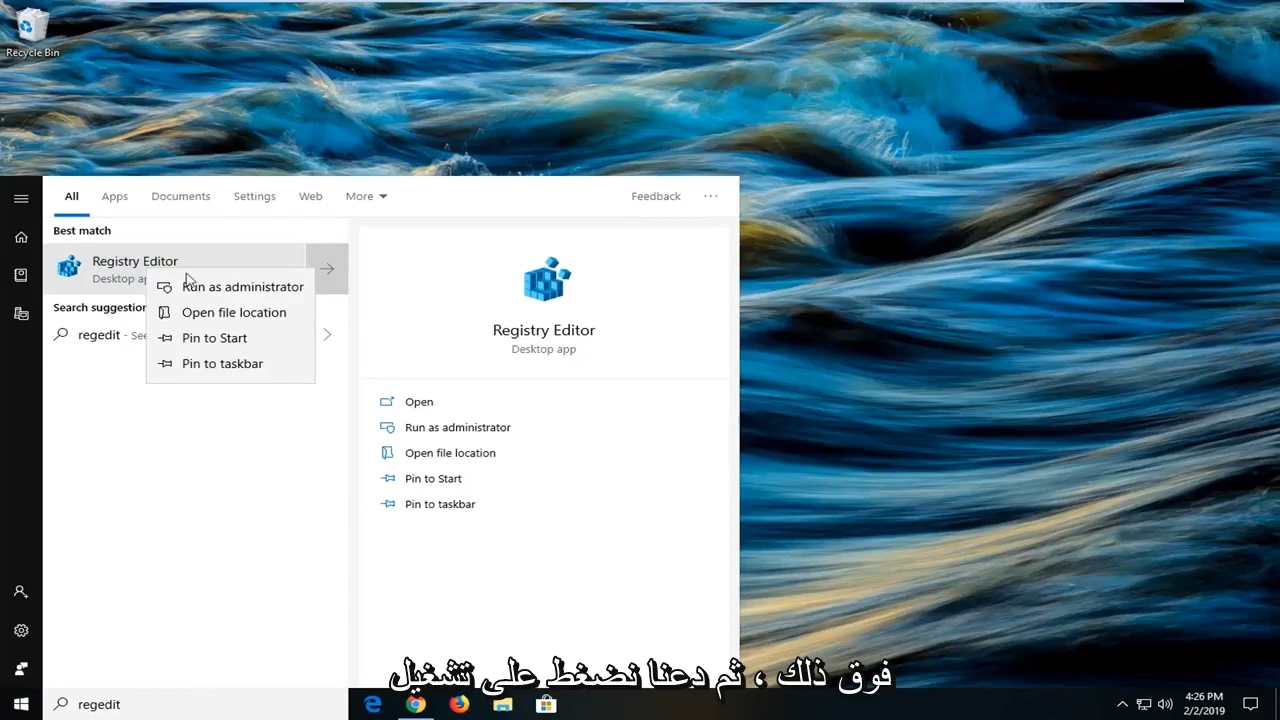 Recycle Bin
All Apps Documents Settings Web More Feedback ...
Best match
Registry Editor
Desktop ap
Run as administrator
Search suggestion
Open file location
regedit - See
Pin to Start
Pin to taskbar
Registry Editor
Desktop app
Open
Run as administrator
Open file location
Pin to Start
Pin to taskbar
فوق ذلك ، ثم دعنا نضغط على تشغيل
regedit
4:26 PM
2/2/2019